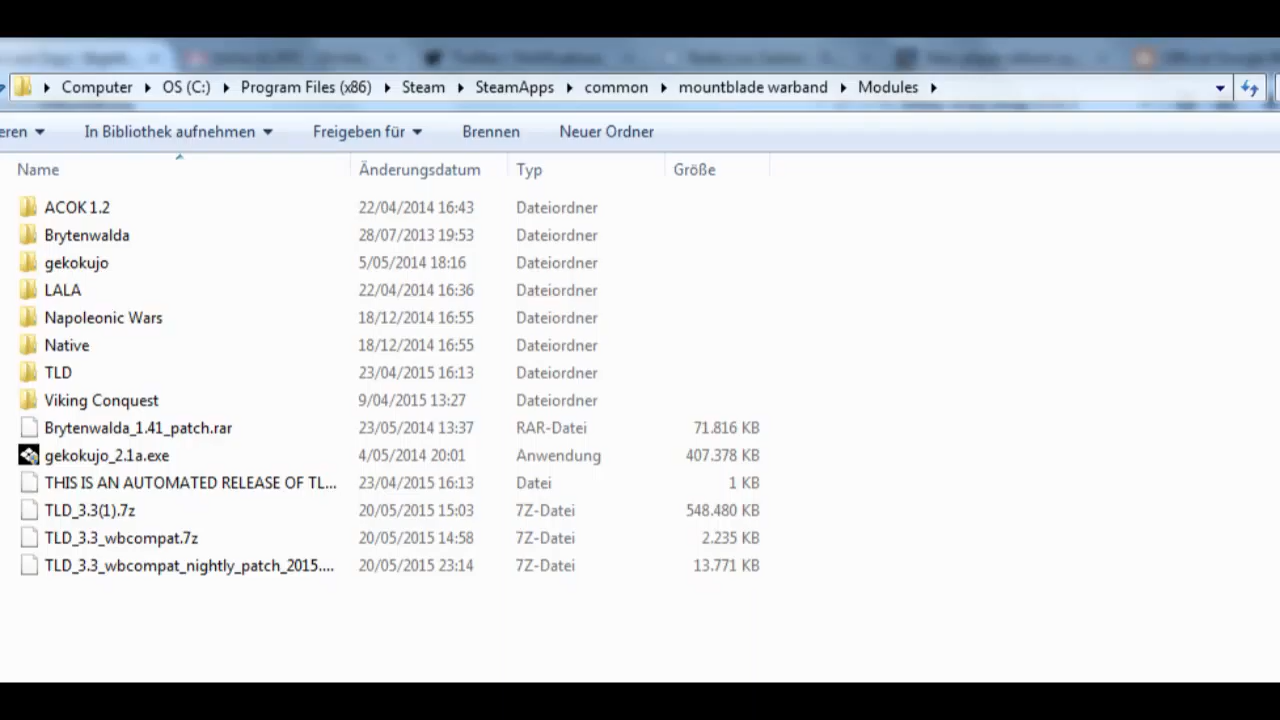 Computer OS (C:) Program Files (x86) Steam SteamApps common mountblade warband Modules
eren In Bibliothek aufnehmen Freigeben für Brennen Neuer Ordner
Name Änderungsdatum Typ Größe
ACOK 1.2 22/04/2014 16:43 Dateiordner
Brytenwalda 28/07/2013 19:53 Dateiordner
gekokujo 5/05/2014 18:16 Dateiordner
LALA 22/04/2014 16:36 Dateiordner
Napoleonic Wars 18/12/2014 16:55 Dateiordner
Native 18/12/2014 16:55 Dateiordner
TLD 23/04/2015 16:13 Dateiordner
Viking Conquest 9/04/2015 13:27 Dateiordner
Brytenwalda_1.41_patch.rar 23/05/2014 13:37 RAR-Datei 71.816 KB
gekokujo_2.1a.exe 4/05/2014 20:01 Anwendung 407.378 KB
THIS IS AN AUTOMATED RELEASE OF TL... 23/04/2015 16:13 Datei 1 KB
TLD_3.3(1).7z 20/05/2015 15:03 7Z-Datei 548.480 KB
TLD_3.3_wbcompat.7z 20/05/2015 14:58 7Z-Datei 2.235 KB
TLD_3.3_wbcompat_nightly_patch_2015.... 20/05/2015 23:14 7Z-Datei 13.771 KB